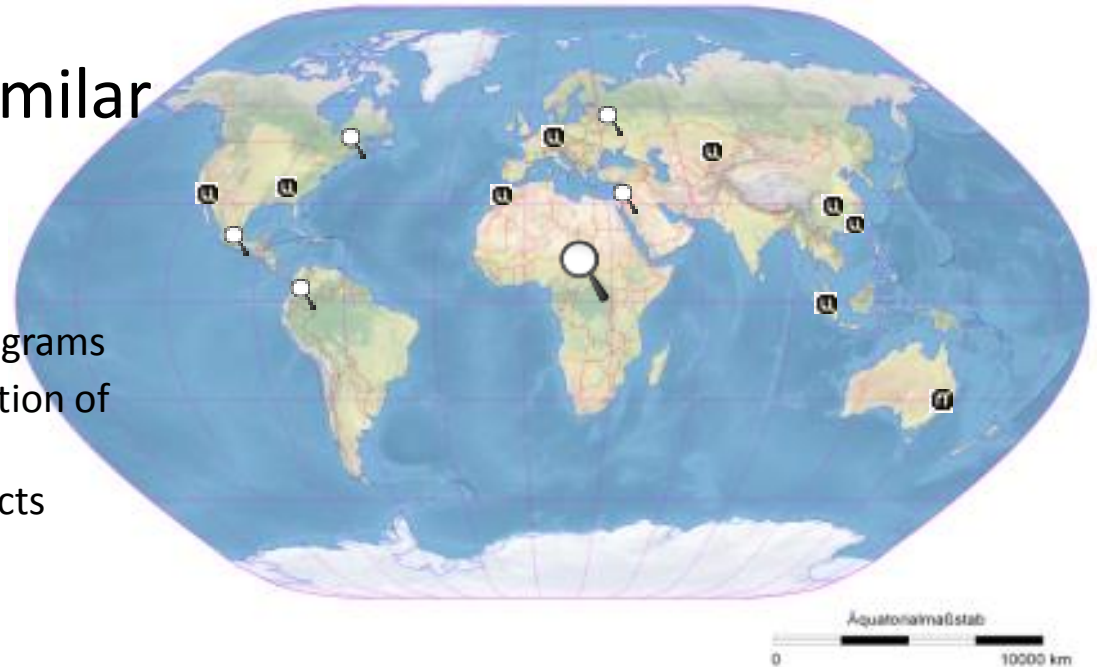 milar
grams
tion of
cts
Äquatorialmaßstab
0 10000 km